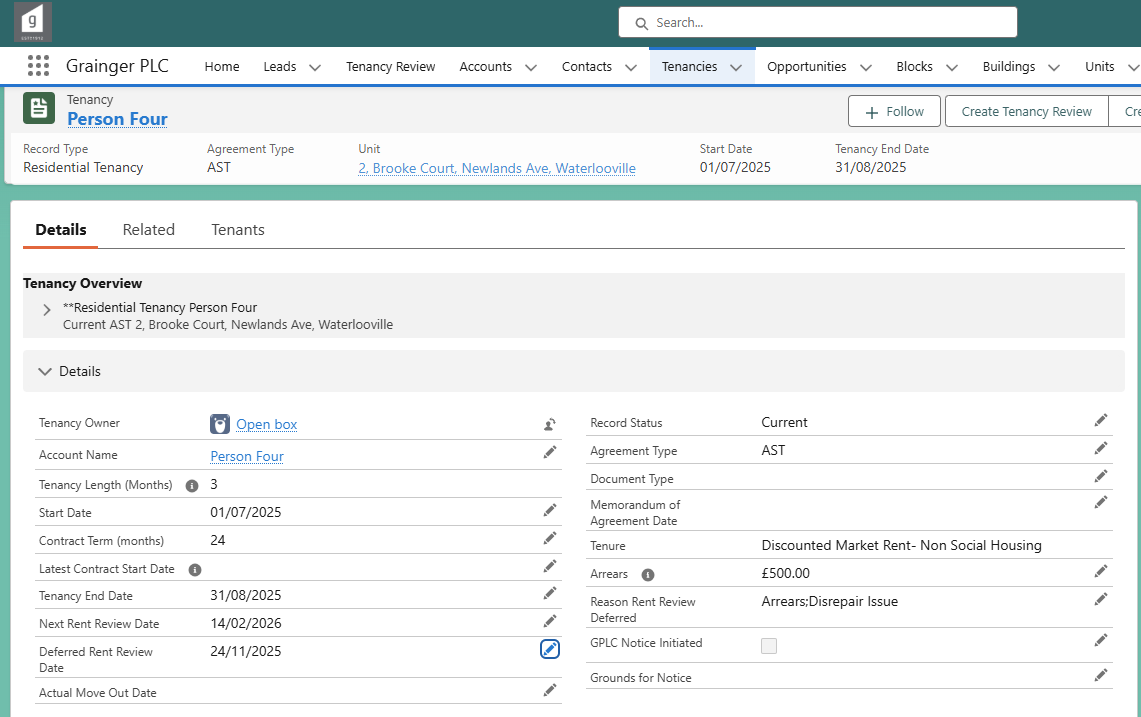 g
Search...
Grainger PLC
Home
Leads
Tenancy Review
Accounts
Contacts
Tenancies
Opportunities
Blocks
Buildings
Units
Tenancy
Person Four
Follow
Create Tenancy Review
Cre
Record Type
Agreement Type
Unit
Start Date
Tenancy End Date
Residential Tenancy
AST
2, Brooke Court, Newlands Ave, Waterlooville
01/07/2025
31/08/2025
Details
Related
Tenants
Tenancy Overview
**Residential Tenancy Person Four
Current AST 2, Brooke Court, Newlands Ave, Waterlooville
Details
Tenancy Owner
Open box
Account Name
Person Four
Tenancy Length (Months)
3
Start Date
01/07/2025
Contract Term (months)
24
Latest Contract Start Date
Tenancy End Date
31/08/2025
Next Rent Review Date
14/02/2026
Deferred Rent Review
Date
24/11/2025
Actual Move Out Date
Record Status
Current
Agreement Type
AST
Document Type
Memorandum of
Agreement Date
Tenure
Discounted Market Rent- Non Social Housing
Arrears
£500.00
Reason Rent Review
Deferred
Arrears;Disrepair Issue
GPLC Notice Initiated
Grounds for Notice